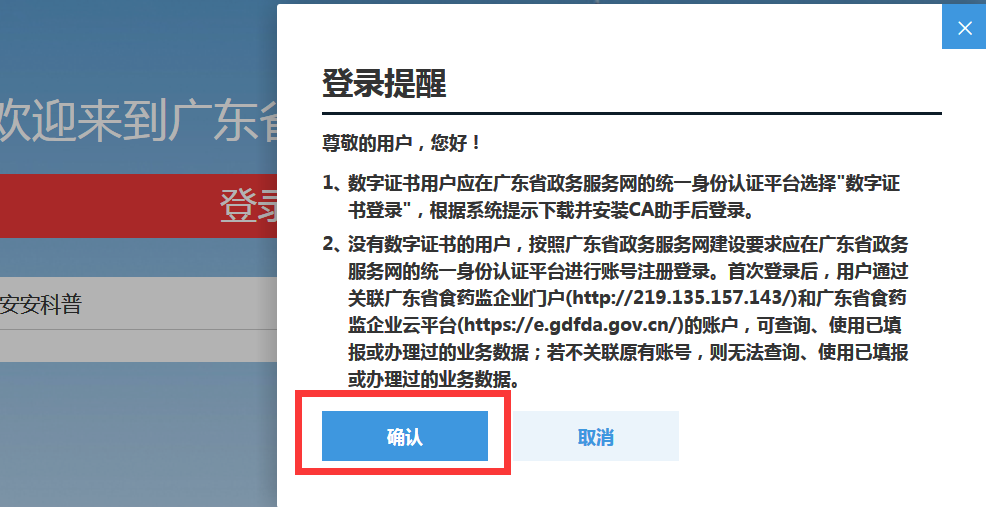 登录提醒
欢迎来到广东省
尊敬的用户，您好！
1、数字证书用户应在广东省政务服务网的统一身份认证平台选择"数字证
书登录"，根据系统提示下载并安装CA助手后登录。
登录
2、没有数字证书的用户，按照广东省政务服务网建设要求应在广东省政务
服务网的统一身份认证平台进行账号注册登录。首次登录后，用户通过
关联广东省食药监企业门户(http://219.135.157.143/)和广东省食药
监企业云平台(https://e.gdfda.gov.cn/)的账户，可查询、使用已填
报或办理过的业务数据；若不关联原有账号，则无法查询、使用已填报
或办理过的业务数据。
安安科普
确认
取消